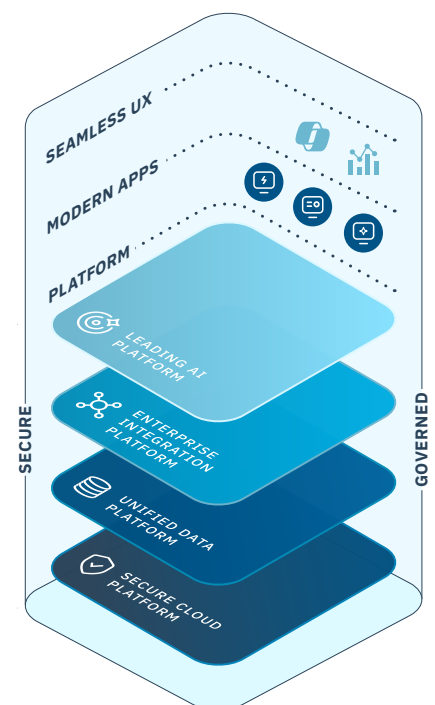 SEAMLESS UX
MODERN APPS
PLATFORM
LEADING AI
PLATFORM
ENTERPRISE
INTEGRATION
PLATFORM
UNIFIED DATA
PLATFORM
SECURE CLOUD
PLATFORM
SECURE
GOVERNED